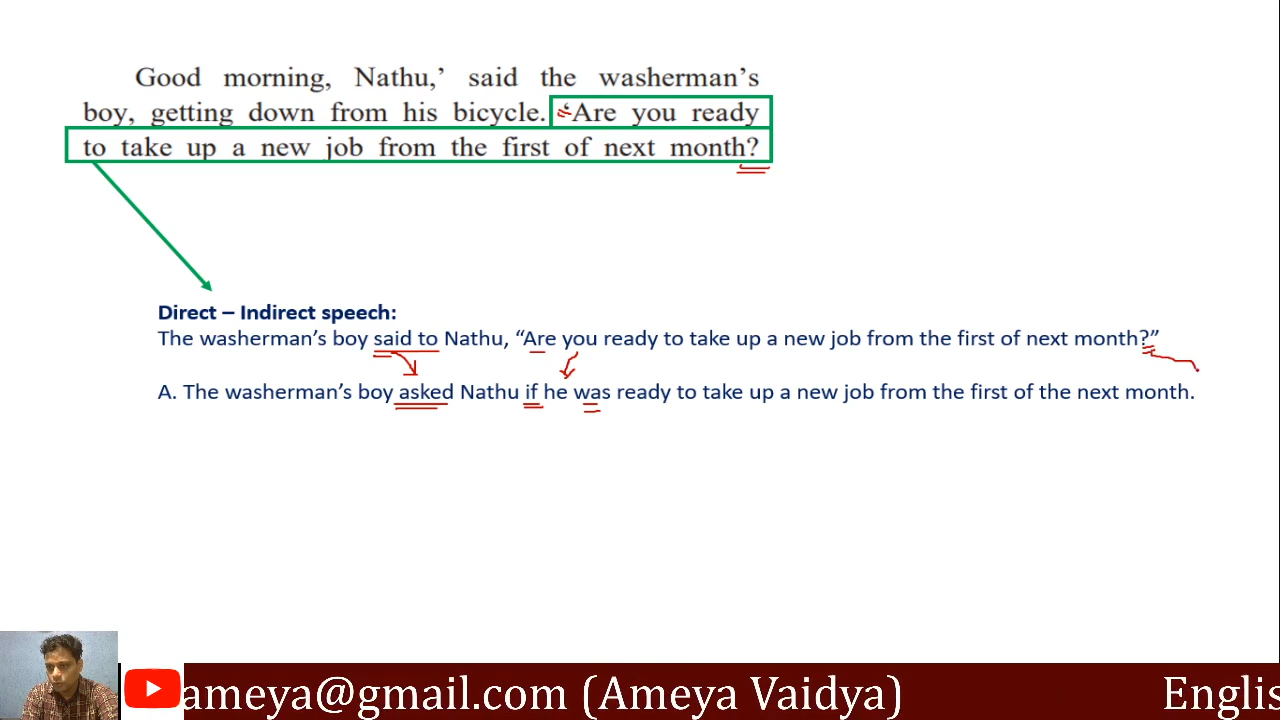 Good morning, Nathu,’ said the washerman’s
boy, getting down from his bicycle. ‘Are you ready
to take up a new job from the first of next month?
Direct – Indirect speech:
The washerman’s boy said to Nathu, “Are you ready to take up a new job from the first of next month?”
A. The washerman’s boy asked Nathu if he was ready to take up a new job from the first of the next month.
ameya@gmail.com (Ameya Vaidya)
Englis